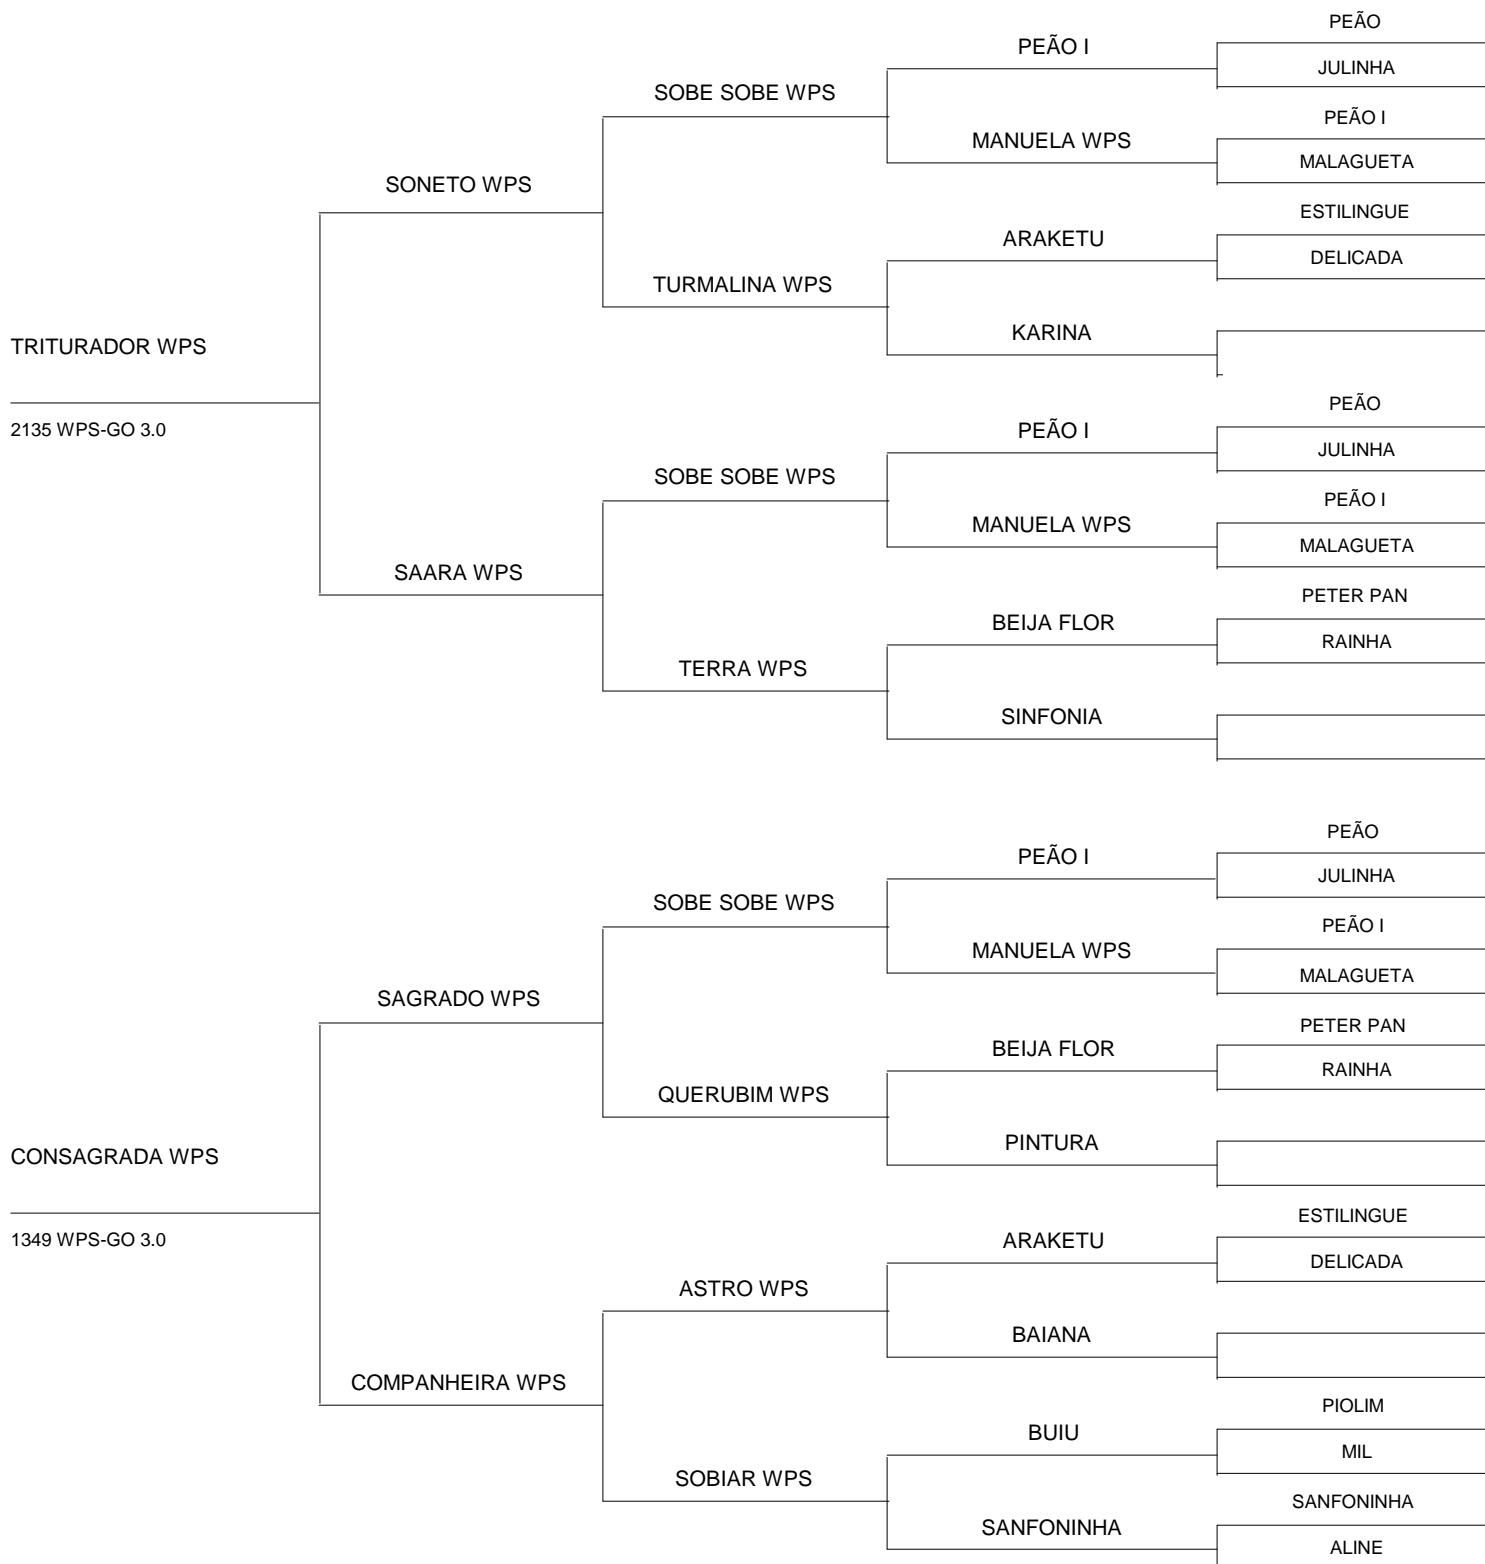 PEÃO
PEÃO I
JULINHA
SOBE SOBE WPS
PEÃO I
MANUELA WPS
MALAGUETA
SONETO WPS
ESTILINGUE
ARAKETU
DELICADA
TURMALINA WPS
KARINA
TRITURADOR WPS
PEÃO
2135 WPS-GO 3.0
PEÃO I
JULINHA
SOBE SOBE WPS
PEÃO I
MANUELA WPS
MALAGUETA
SAARA WPS
PETER PAN
BEIJA FLOR
RAINHA
TERRA WPS
SINFONIA
PEÃO
PEÃO I
JULINHA
SOBE SOBE WPS
PEÃO I
MANUELA WPS
MALAGUETA
SAGRADO WPS
PETER PAN
BEIJA FLOR
RAINHA
QUERUBIM WPS
PINTURA
CONSAGRADA WPS
ESTILINGUE
1349 WPS-GO 3.0
ARAKETU
DELICADA
ASTRO WPS
BAIANA
COMPANHEIRA WPS
PIOLIM
BUIU
MIL
SOBIAR WPS
SANFONINHA
SANFONINHA
ALINE